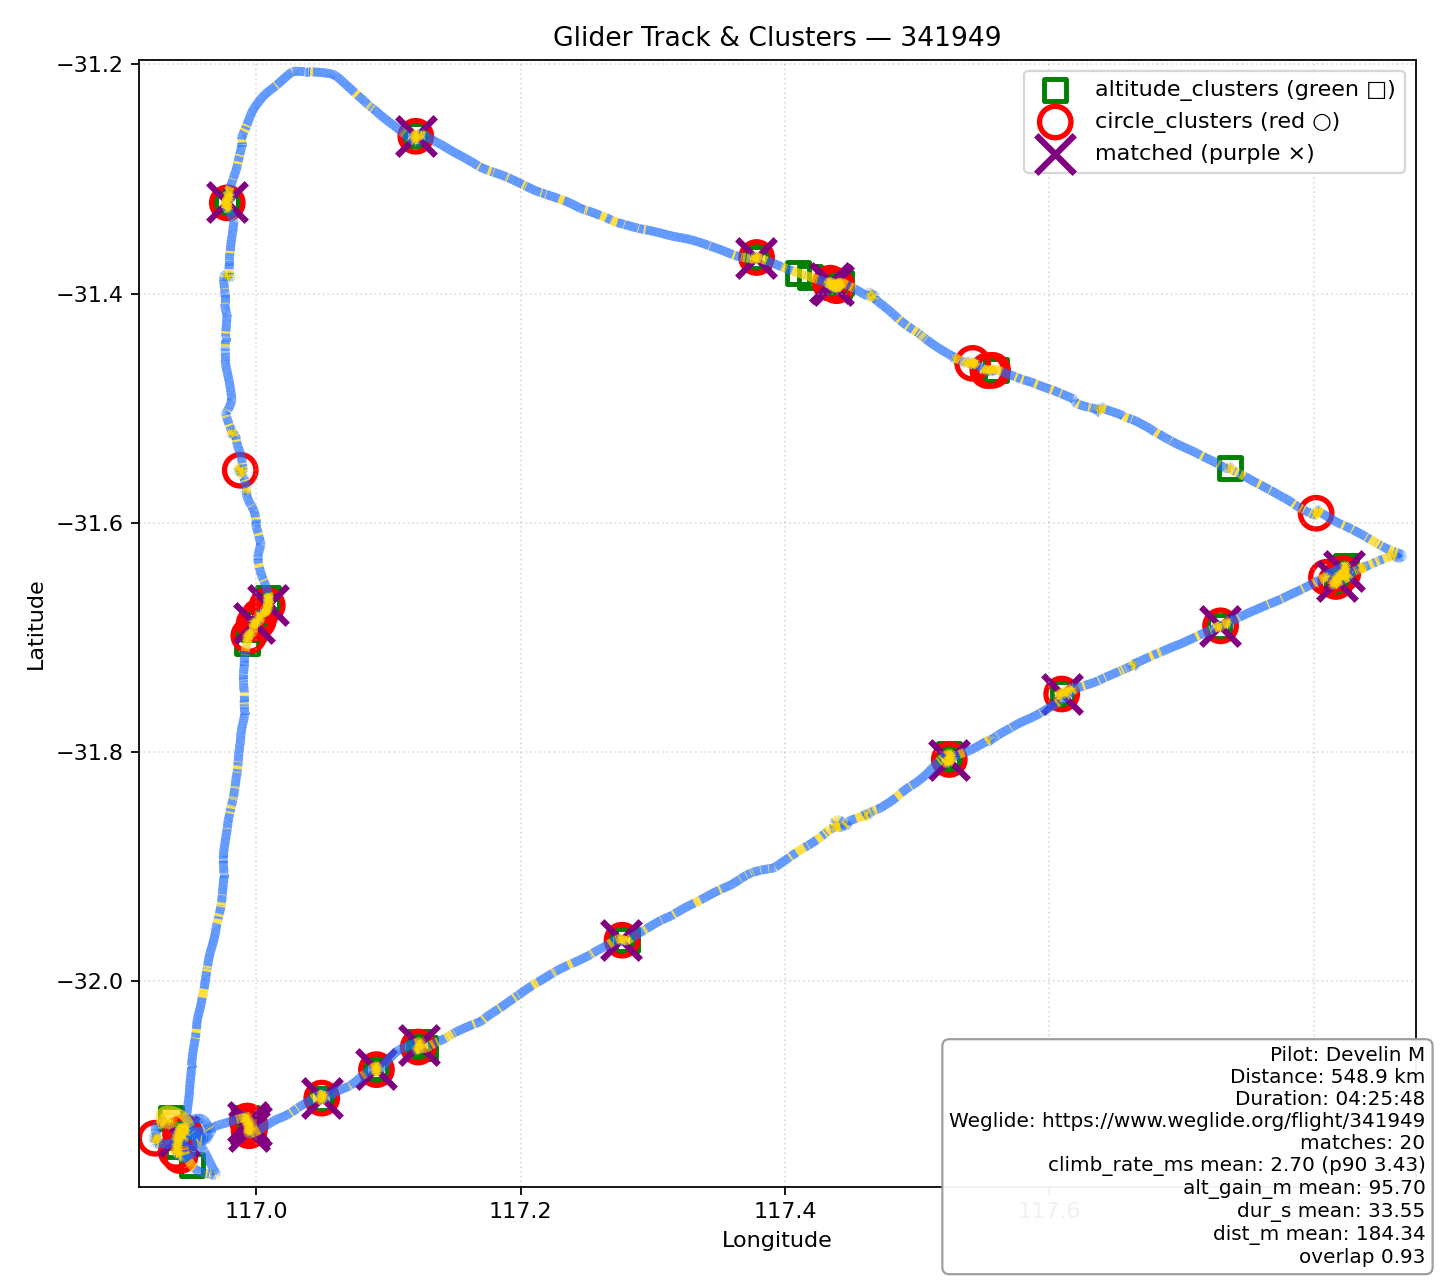 Glider Track & Clusters — 341949
altitude_clusters (green □)
circle_clusters (red ○)
matched (purple ×)
−31.2
−31.4
−31.6
−31.8
−32.0
Latitude
117.0
117.2
117.4
117.6
Longitude
Pilot: Develin M
Distance: 548.9 km
Duration: 04:25:48
Weglide: https://www.weglide.org/flight/341949
matches: 20
climb_rate_ms mean: 2.70 (p90 3.43)
alt_gain_m mean: 95.70
dur_s mean: 33.55
dist_m mean: 184.34
overlap 0.93